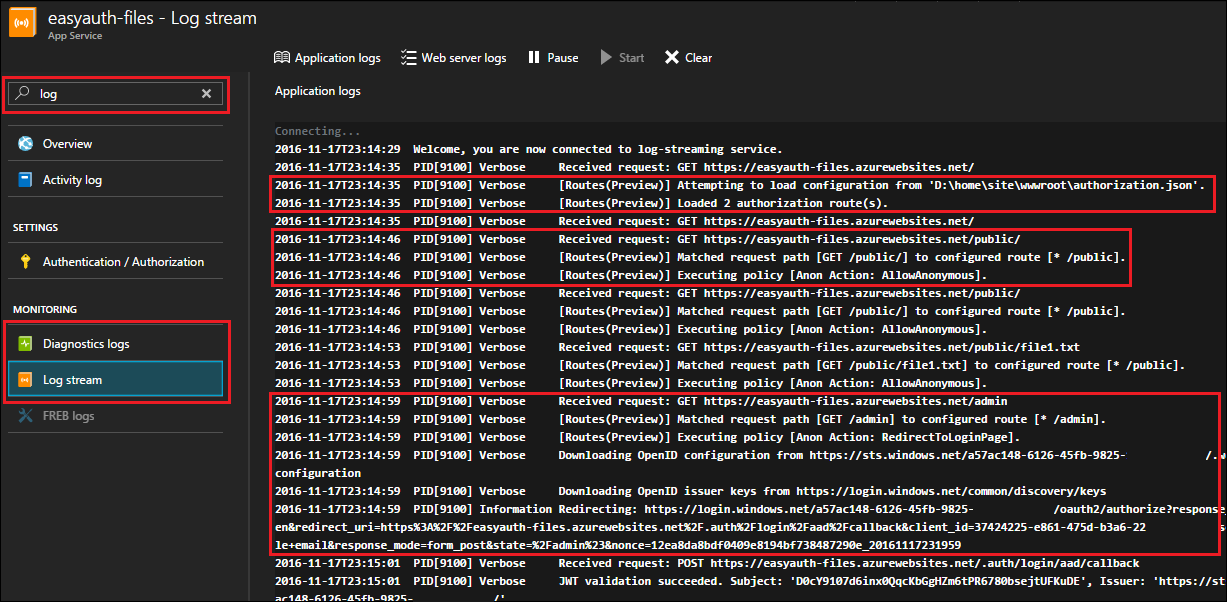 easyauth-files - Log stream
App Service
Application logs Web server logs Pause Start Clear
log
Application logs
Overview
Activity log
SETTINGS
Authentication / Authorization
MONITORING
Diagnostics logs
Log stream
FREB logs
Connecting...
2016-11-17T23:14:29 Welcome, you are now connected to log-streaming service.
2016-11-17T23:14:35 PID[9100] Verbose Received request: GET https://easyauth-files.azurewebsites.net/
2016-11-17T23:14:35 PID[9100] Verbose [Routes(Preview)] Attempting to load configuration from 'D:\home\site\wwwroot\authorization.json'.
2016-11-17T23:14:35 PID[9100] Verbose [Routes(Preview)] Loaded 2 authorization route(s).
2016-11-17T23:14:35 PID[9100] Verbose Received request: GET https://easyauth-files.azurewebsites.net/
2016-11-17T23:14:46 PID[9100] Verbose Received request: GET https://easyauth-files.azurewebsites.net/public/
2016-11-17T23:14:46 PID[9100] Verbose [Routes(Preview)] Matched request path [GET /public/] to configured route [* /public].
2016-11-17T23:14:46 PID[9100] Verbose [Routes(Preview)] Executing policy [Anon Action: AllowAnonymous].
2016-11-17T23:14:46 PID[9100] Verbose Received request: GET https://easyauth-files.azurewebsites.net/public/
2016-11-17T23:14:46 PID[9100] Verbose [Routes(Preview)] Matched request path [GET /public/] to configured route [* /public].
2016-11-17T23:14:46 PID[9100] Verbose [Routes(Preview)] Executing policy [Anon Action: AllowAnonymous].
2016-11-17T23:14:53 PID[9100] Verbose Received request: GET https://easyauth-files.azurewebsites.net/public/file1.txt
2016-11-17T23:14:53 PID[9100] Verbose [Routes(Preview)] Matched request path [GET /public/file1.txt] to configured route [* /public].
2016-11-17T23:14:53 PID[9100] Verbose [Routes(Preview)] Executing policy [Anon Action: AllowAnonymous].
2016-11-17T23:14:59 PID[9100] Verbose Received request: GET https://easyauth-files.azurewebsites.net/admin
2016-11-17T23:14:59 PID[9100] Verbose [Routes(Preview)] Matched request path [GET /admin] to configured route [* /admin].
2016-11-17T23:14:59 PID[9100] Verbose [Routes(Preview)] Executing policy [Anon Action: RedirectToLoginPage].
2016-11-17T23:14:59 PID[9100] Verbose Downloading OpenID configuration from https://sts.windows.net/a57ac148-6126-45fb-9825- /.w
configuration
2016-11-17T23:14:59 PID[9100] Verbose Downloading OpenID issuer keys from https://login.windows.net/common/discovery/keys
2016-11-17T23:14:59 PID[9100] Information Redirecting: https://login.windows.net/a57ac148-6126-45fb-9825- /oauth2/authorize?response_
en&redirect_uri=https%3A%2F%2Feasyauth-files.azurewebsites.net%2F.auth%2Flogin%2Faad%2Fcallback&client_id=37424225-e861-475d-b3a6-22 s
le+email&response_mode=form_post&state=%2Fadmin%23&nonce=12ea8da8bdf0409e8194bf738487290e_20161117231959
2016-11-17T23:15:01 PID[9100] Verbose Received request: POST https://easyauth-files.azurewebsites.net/.auth/login/aad/callback
2016-11-17T23:15:01 PID[9100] Verbose JWT validation succeeded. Subject: 'D0cY9107d6inx0QqcKbGgHZm6tPR6780bsejtUFKuDE', Issuer: 'https://st
ac148-6126-45fb-9825- /'